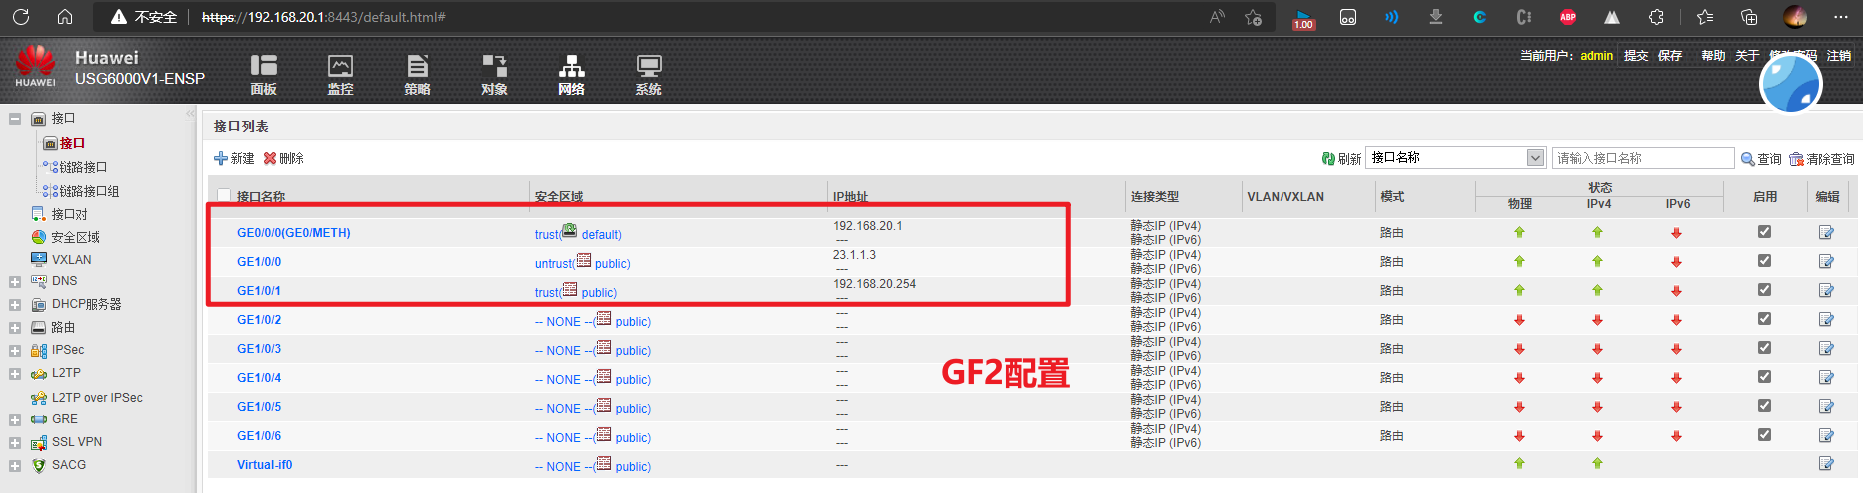 不安全 https://192.168.20.1:8443/default.html#
1.00
ABP
HUAWEI
Huawei
USG6000V1-ENSP
面板 监控 策略 对象 网络 系统
当前用户: admin 提交 保存 帮助 关于 修改密码 注销
接口
接口
链路接口
链路接口组
接口对
安全区域
VXLAN
DNS
DHCP服务器
路由
IPSec
L2TP
L2TP over IPSec
GRE
SSL VPN
SACG
接口列表
新建 删除 刷新 接口名称 请输入接口名称 查询 清除查询
接口名称 安全区域 IP地址 连接类型 VLAN/VXLAN 模式 状态 启用 编辑
物理 IPv4 IPv6
GE0/0/0(GE0/METH) trust( default) 192.168.20.1 静态IP (IPv4) 路由
--- 静态IP (IPv6)
GE1/0/0 untrust( public) 23.1.1.3 静态IP (IPv4) 路由
--- 静态IP (IPv6)
GE1/0/1 trust( public) 192.168.20.254 静态IP (IPv4) 路由
--- 静态IP (IPv6)
GE1/0/2 -- NONE --( public) --- 静态IP (IPv4) 路由
--- 静态IP (IPv6)
GE1/0/3 -- NONE --( public) --- 静态IP (IPv4) 路由
--- 静态IP (IPv6)
GE1/0/4 -- NONE --( public) --- 静态IP (IPv4) 路由
--- 静态IP (IPv6)
GE1/0/5 -- NONE --( public) --- 静态IP (IPv4) 路由
--- 静态IP (IPv6)
GE1/0/6 -- NONE --( public) --- 静态IP (IPv4) 路由
--- 静态IP (IPv6)
Virtual-if0 -- NONE --( public) ---
GF2配置